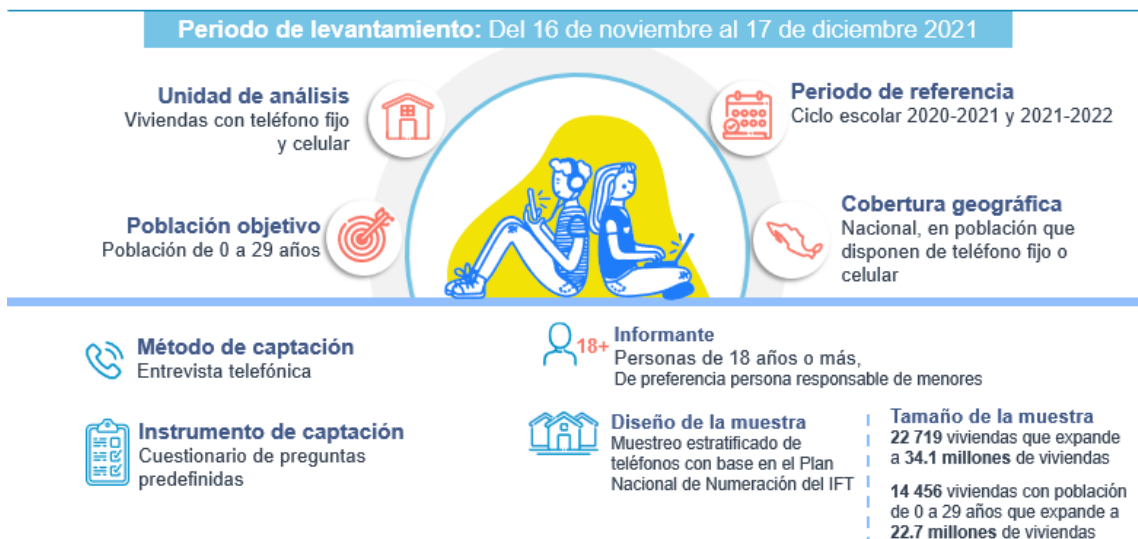 Periodo de levantamiento: Del 16 de noviembre al 17 de diciembre 2021
Unidad de análisis
Viviendas con teléfono fijo
y celular
Periodo de referencia
Ciclo escolar 2020-2021 y 2021-2022
Población objetivo
Población de 0 a 29 años
Cobertura geográfica
Nacional, en población que
disponen de teléfono fijo o
celular
Método de captación
Entrevista telefónica
18+
Informante
Personas de 18 años o más,
De preferencia persona responsable de menores
Instrumento de captación
Cuestionario de preguntas
predefinidas
Diseño de la muestra
Muestreo estratificado de
teléfonos con base en el Plan
Nacional de Numeración del IFT
Tamaño de la muestra
22 719 viviendas que expande
a 34.1 millones de viviendas
14 456 viviendas con población
de 0 a 29 años que expande a
22.7 millones de viviendas